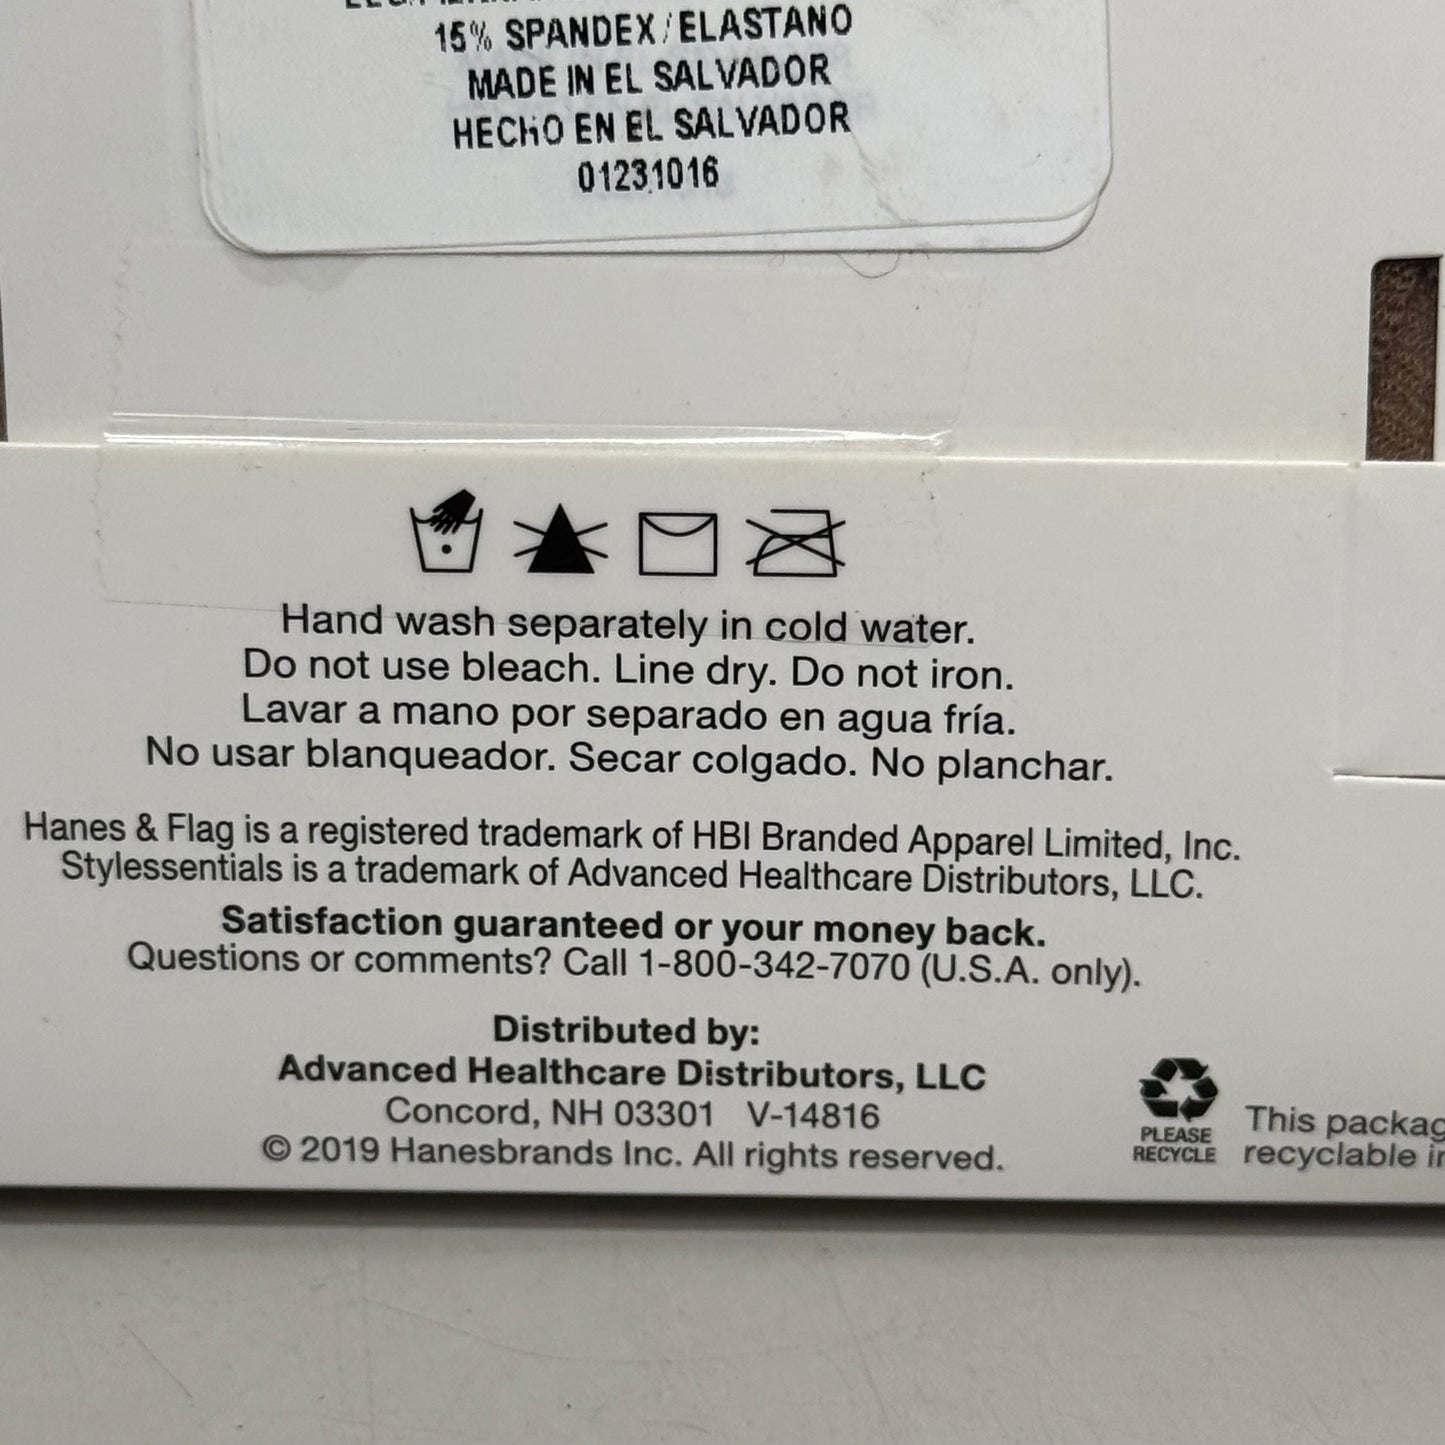 15% SPANDEX/ELASTANO
MADE IN EL SALVADOR
HECHO EN EL SALVADOR
01231016
Hand wash separately in cold water.
Do not use bleach. Line dry. Do not iron.
Lavar a mano por separado en agua fría.
No usar blanqueador. Secar colgado. No planchar.
Hanes & Flag is a registered trademark of HBI Branded Apparel Limited, Inc.
Stylessentials is a trademark of Advanced Healthcare Distributors, LLC.
Satisfaction guaranteed or your money back.
Questions or comments? Call 1-800-342-7070 (U.S.A. only).
Distributed by:
Advanced Healthcare Distributors, LLC
Concord, NH 03301 V-14816
© 2019 Hanesbrands Inc. All rights reserved.
PLEASE
RECYCLE
This packag
recyclable